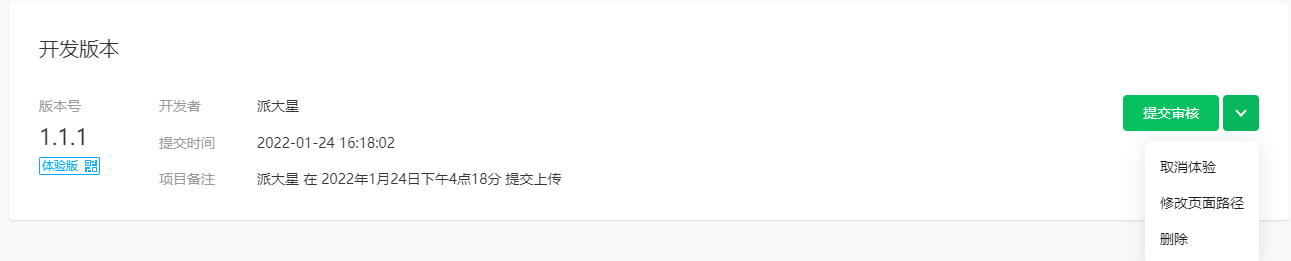 开发版本
版本号
1.1.1
体验版
开发者 派大星
提交时间 2022-01-24 16:18:02
项目备注 派大星 在 2022年1月24日下午4点18分 提交上传
提交审核
取消体验
修改页面路径
删除